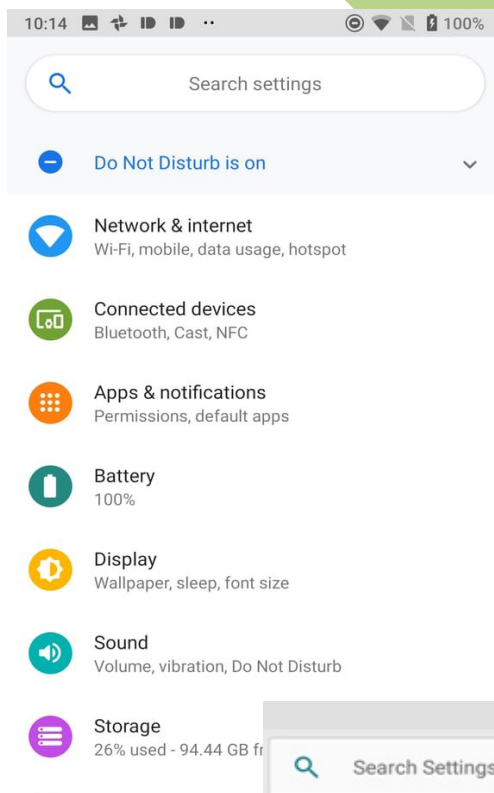 10:14 100%
Search settings
Do Not Disturb is on
Network & internet
Wi-Fi, mobile, data usage, hotspot
Connected devices
Bluetooth, Cast, NFC
Apps & notifications
Permissions, default apps
Battery
100%
Display
Wallpaper, sleep, font size
Sound
Volume, vibration, Do Not Disturb
Storage
26% used - 94.44 GB
Search Settings